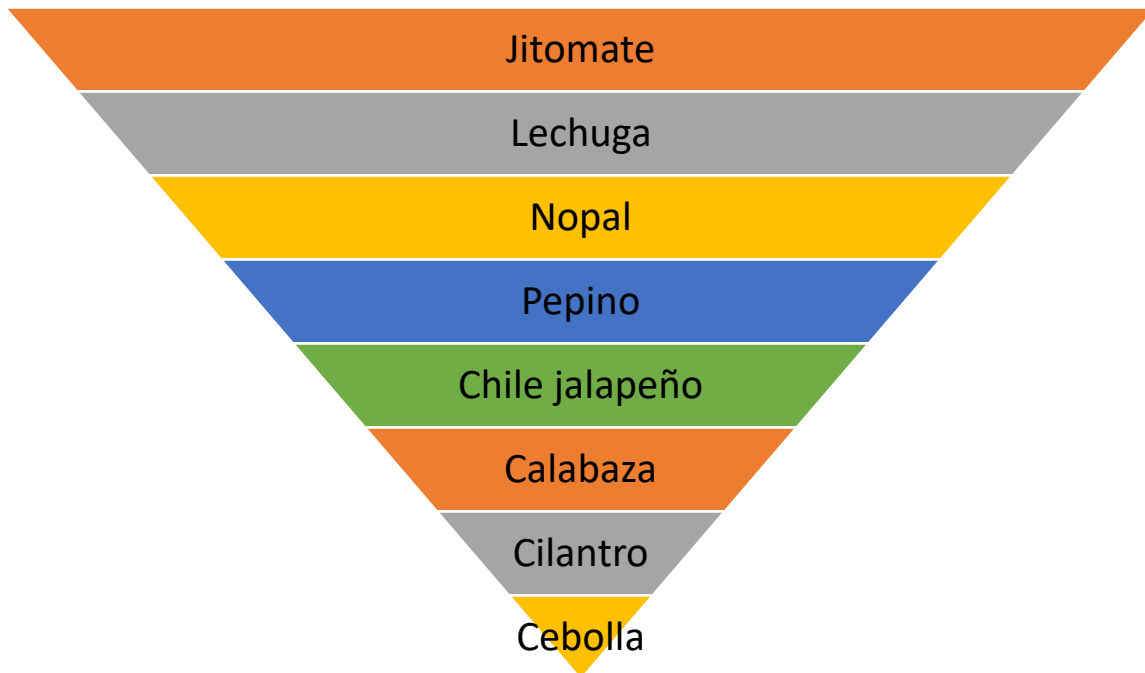 Jitomate
Lechuga
Nopal
Pepino
Chile jalapeño
Calabaza
Cilantro
Cebolla